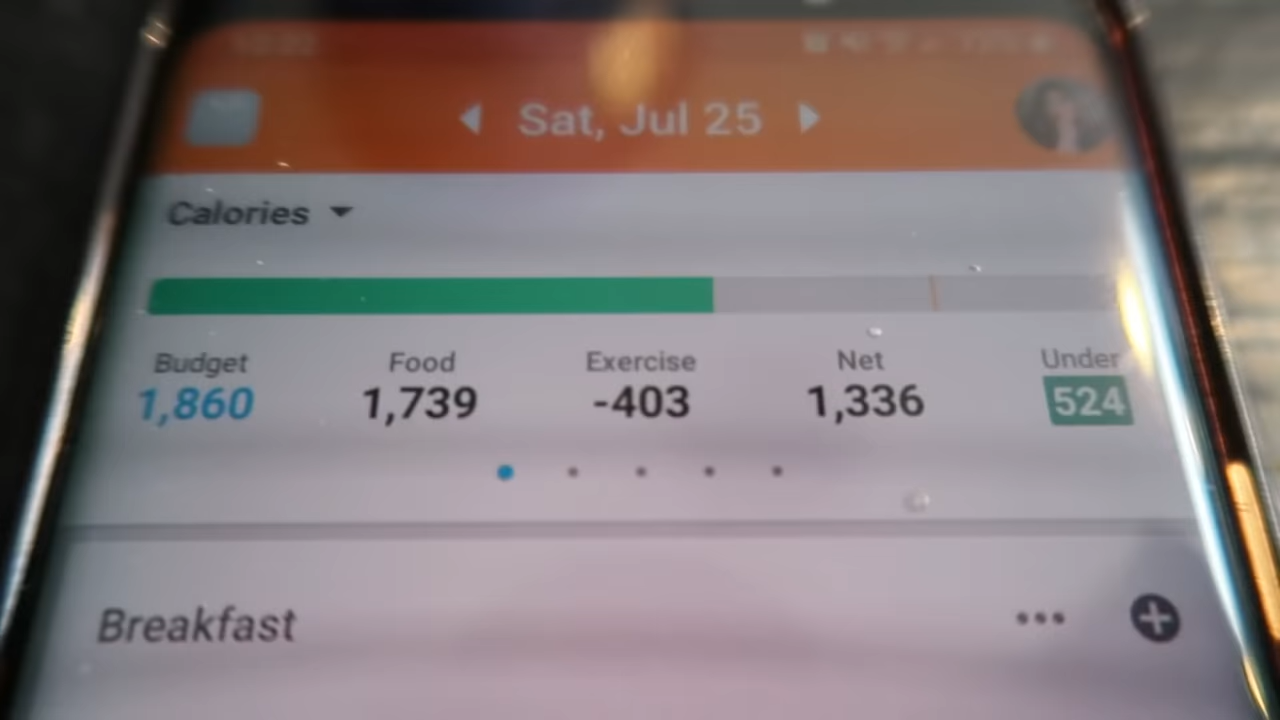 Sat, Jul 25
Calories
Budget Food Exercise Net Under
1,860 1,739 -403 1,336 524
Breakfast